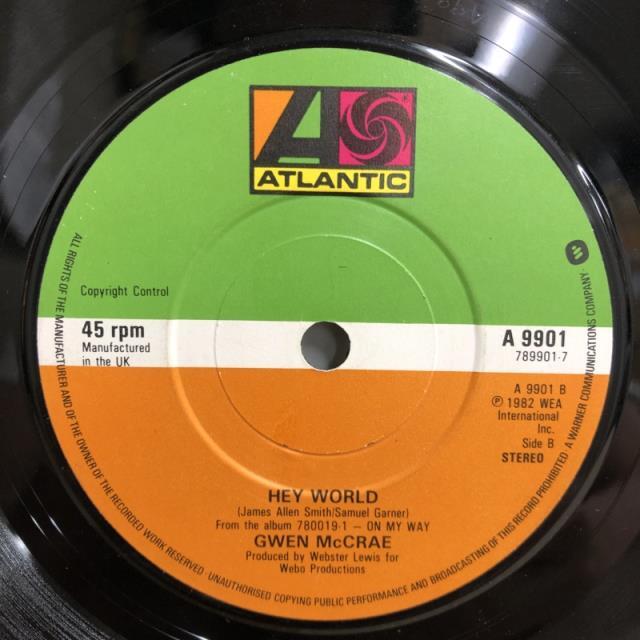 A
ATLANTIC
Copyright Control
45 rpm
Manufactured
in the UK
A 9901
789901-7
A 9901 B
℗ 1982 WEA
International
Inc.
Side B
STEREO
HEY WORLD
(James Allen Smith/Samuel Garner)
From the album 780019-1 — ON MY WAY
GWEN McCRAE
Produced by Webster Lewis for
Webo Productions
ALL RIGHTS OF THE MANUFACTURER AND OF THE OWNER OF THE RECORDED WORK RESERVED · UNAUTHORISED COPYING PUBLIC PERFORMANCE AND BROADCASTING OF THIS RECORD PROHIBITED · A WARNER COMMUNICATIONS COMPANY ·